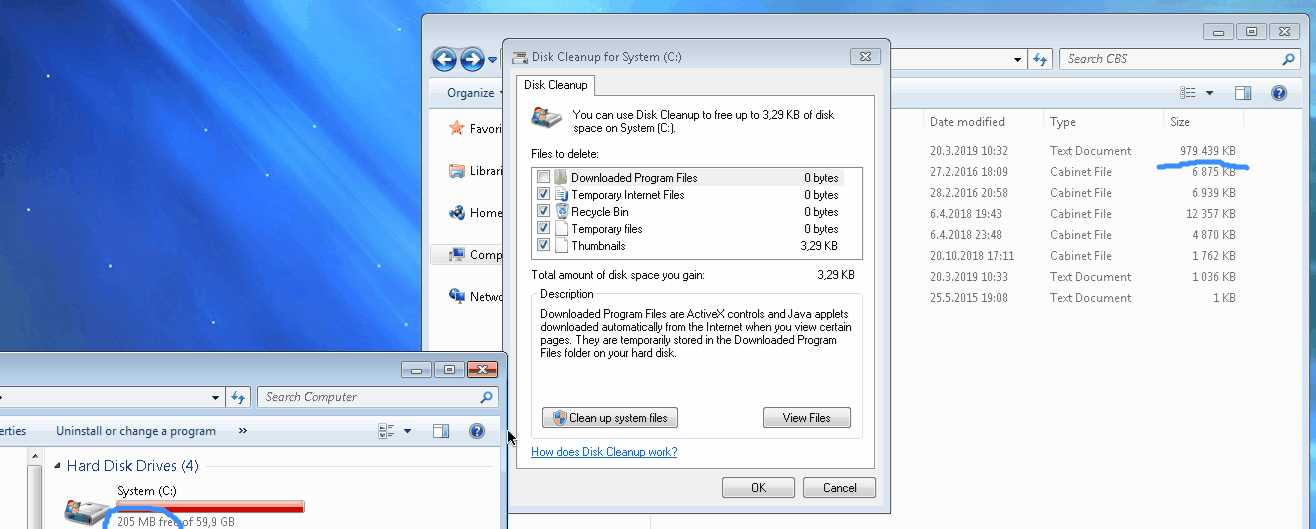 Disk Cleanup for System (C:)
Disk Cleanup
You can use Disk Cleanup to free up to 3,29 KB of disk
space on System (C:).
Files to delete:
Downloaded Program Files 0 bytes
Temporary Internet Files 0 bytes
Recycle Bin 0 bytes
Temporary files 0 bytes
Thumbnails 3,29 KB
Total amount of disk space you gain: 3,29 KB
Description
Downloaded Program Files are ActiveX controls and Java applets
downloaded automatically from the Internet when you view certain
pages. They are temporarily stored in the Downloaded Program
Files folder on your hard disk.
Clean up system files View Files
How does Disk Cleanup work?
OK Cancel
Search CBS
Organize
Favori
Librari
Home
Comp
Netwo
Date modified Type Size
20.3.2019 10:32 Text Document 979 439 KB
27.2.2016 18:09 Cabinet File 6 875 KB
28.2.2016 20:58 Cabinet File 6 939 KB
6.4.2018 19:43 Cabinet File 12 357 KB
6.4.2018 23:48 Cabinet File 4 870 KB
20.10.2018 17:11 Cabinet File 1 762 KB
20.3.2019 10:33 Text Document 1 036 KB
25.5.2015 19:08 Text Document 1 KB
Search Computer
erties Uninstall or change a program »
Hard Disk Drives (4)
System (C:)
205 MB free of 59,9 GB